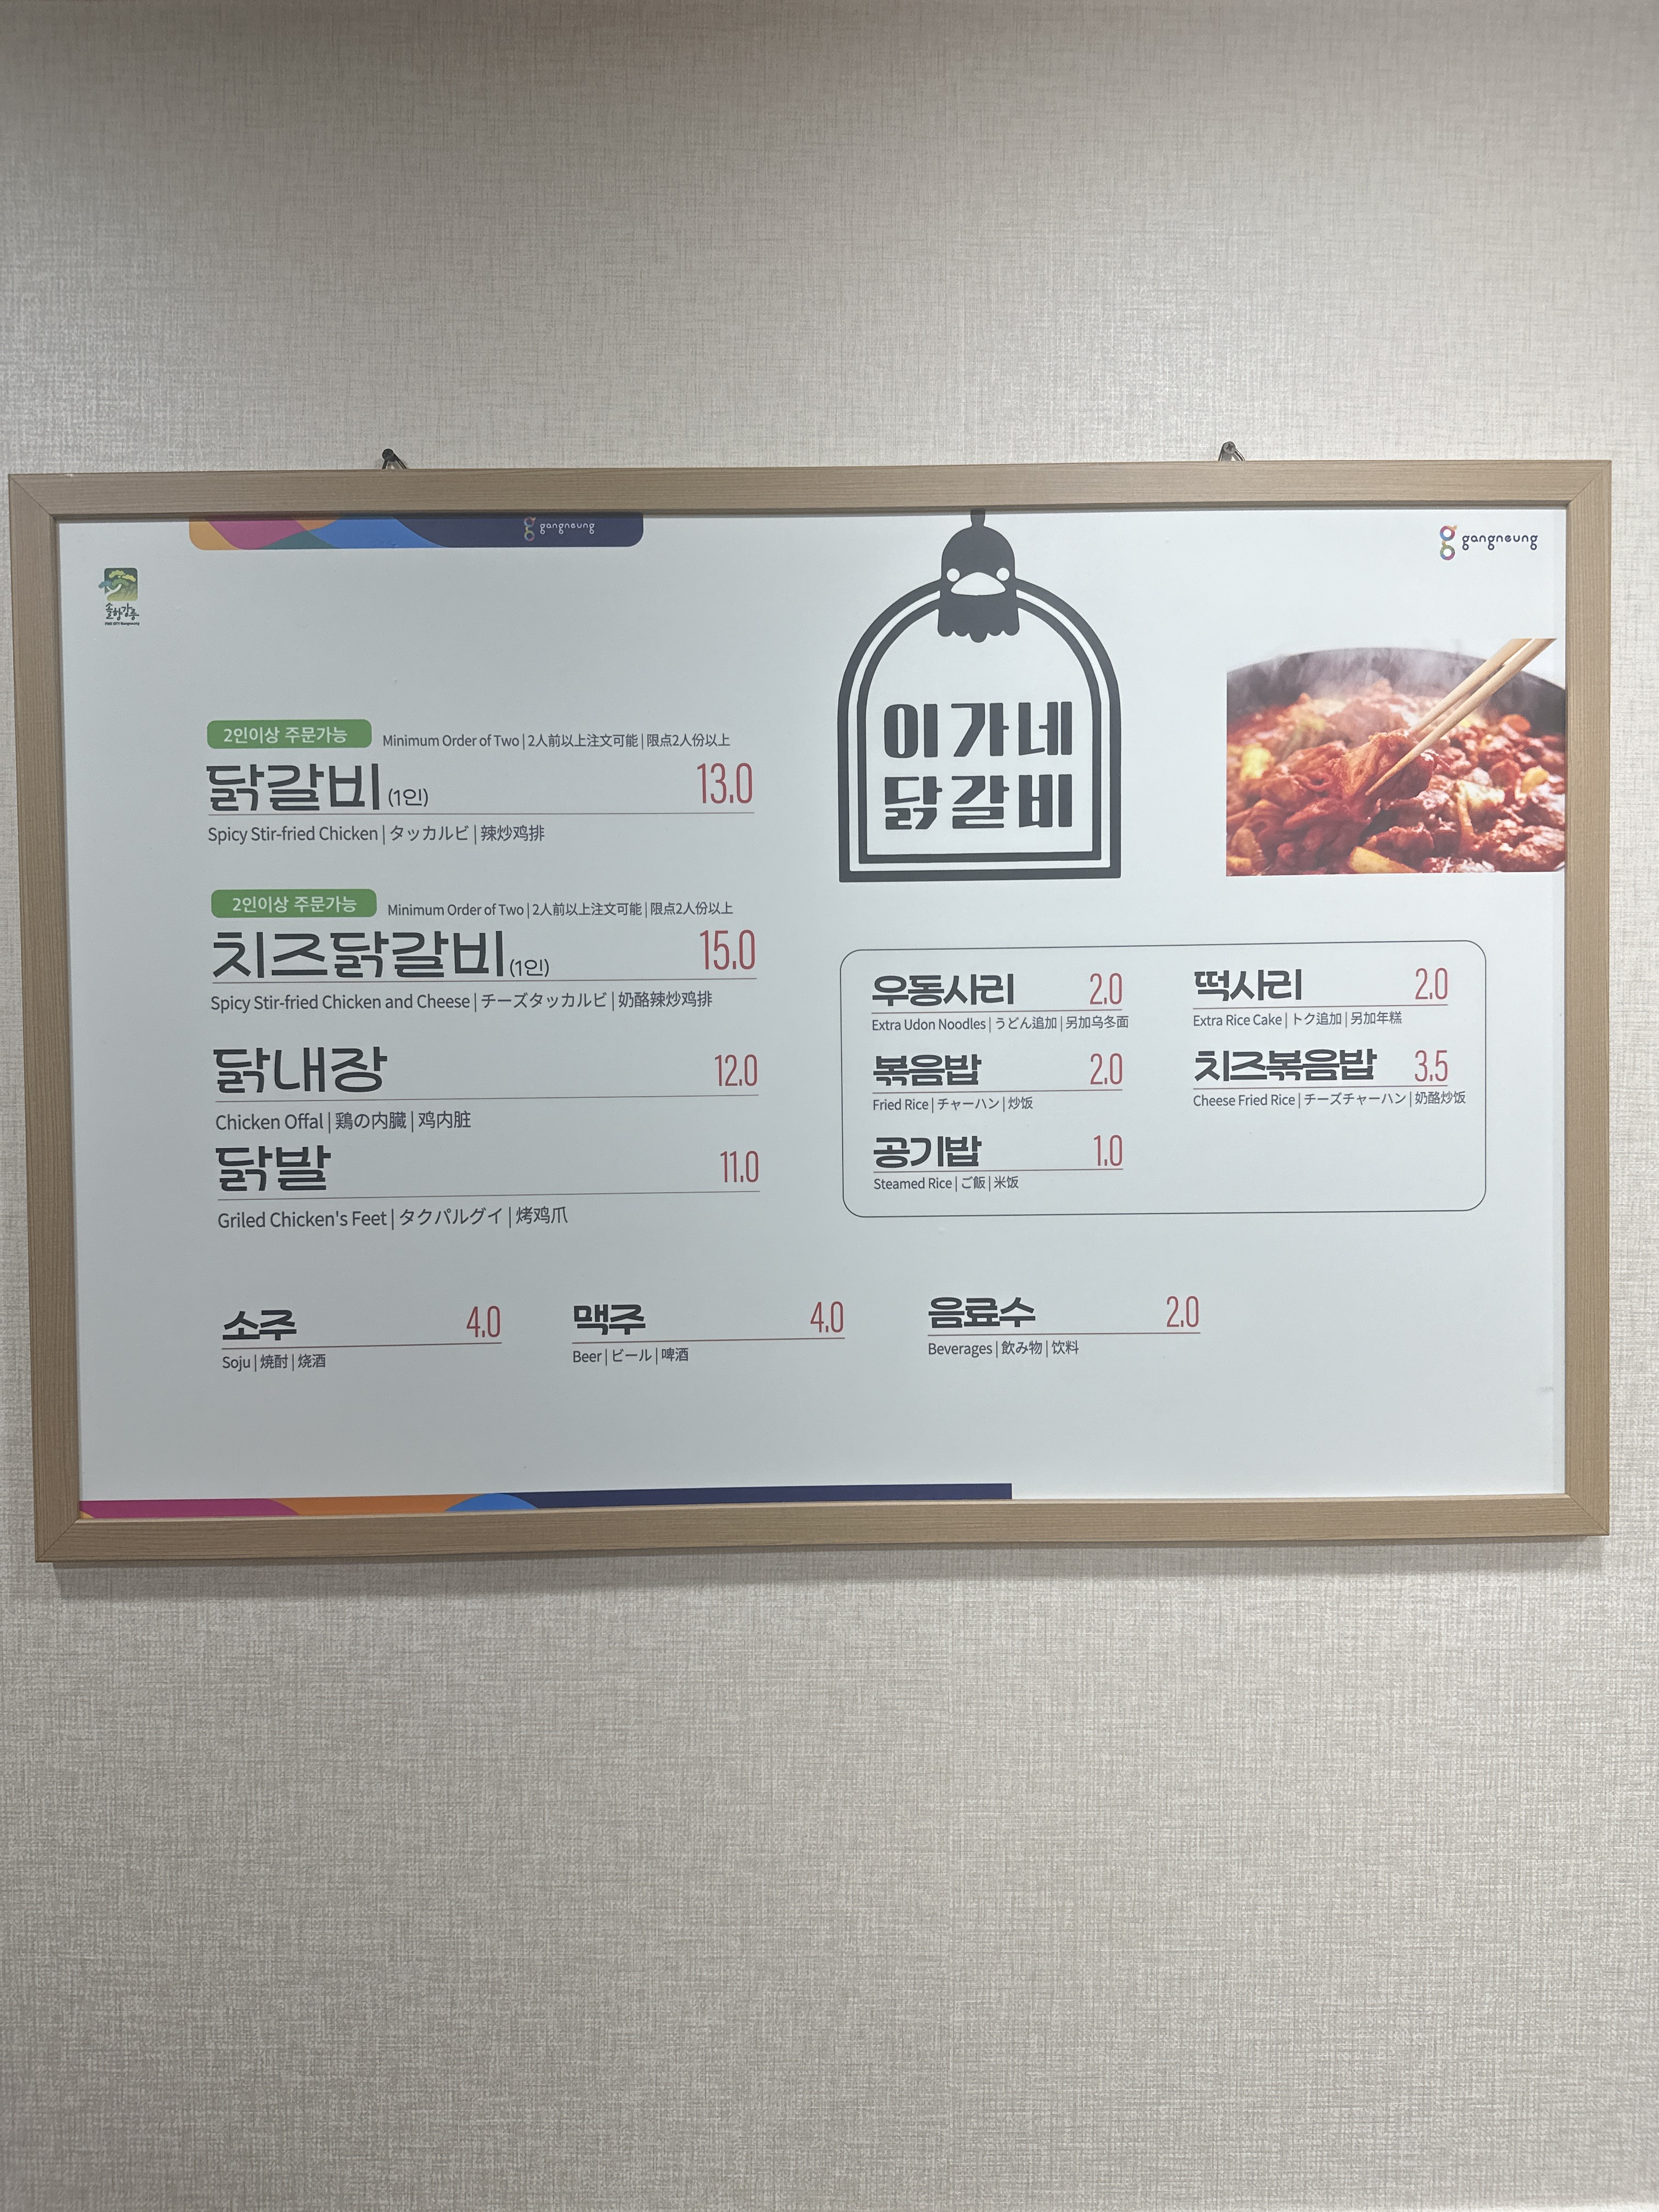 gangneung
gangneung
솔향강릉
PINE CITY Gangneung
이가네
닭갈비
2인이상 주문가능 Minimum Order of Two | 2人前以上注文可能 | 限点2人份以上
닭갈비 (1인) 13.0
Spicy Stir-fried Chicken | タッカルビ | 辣炒鸡排
2인이상 주문가능 Minimum Order of Two | 2人前以上注文可能 | 限点2人份以上
치즈닭갈비 (1인) 15.0
Spicy Stir-fried Chicken and Cheese | チーズタッカルビ | 奶酪辣炒鸡排
닭내장 12.0
Chicken Offal | 鶏の内臓 | 鸡内脏
닭발 11.0
Griled Chicken's Feet | タクパルグイ | 烤鸡爪
우동사리 2.0
Extra Udon Noodles | うどん追加 | 另加乌冬面
떡사리 2.0
Extra Rice Cake | トク追加 | 另加年糕
볶음밥 2.0
Fried Rice | チャーハン | 炒饭
치즈볶음밥 3.5
Cheese Fried Rice | チーズチャーハン | 奶酪炒饭
공기밥 1.0
Steamed Rice | ご飯 | 米饭
소주 4.0
Soju | 焼酎 | 烧酒
맥주 4.0
Beer | ビール | 啤酒
음료수 2.0
Beverages | 飲み物 | 饮料